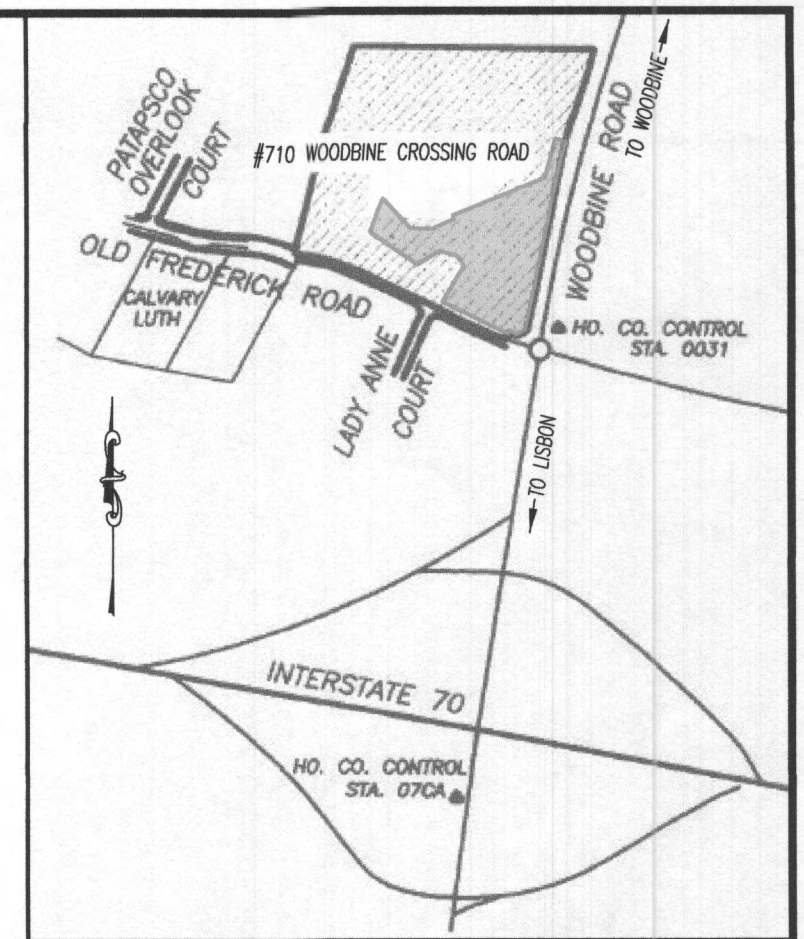 PATAPSCO
OVERLOOK
COURT
#710 WOODBINE CROSSING ROAD
WOODBINE ROAD
TO WOODBINE
OLD FREDERICK ROAD
CALVARY
LUTH
LADY ANNE
COURT
HO. CO. CONTROL
STA. 0031
TO LISBON
INTERSTATE 70
HO. CO. CONTROL
STA. 07CA